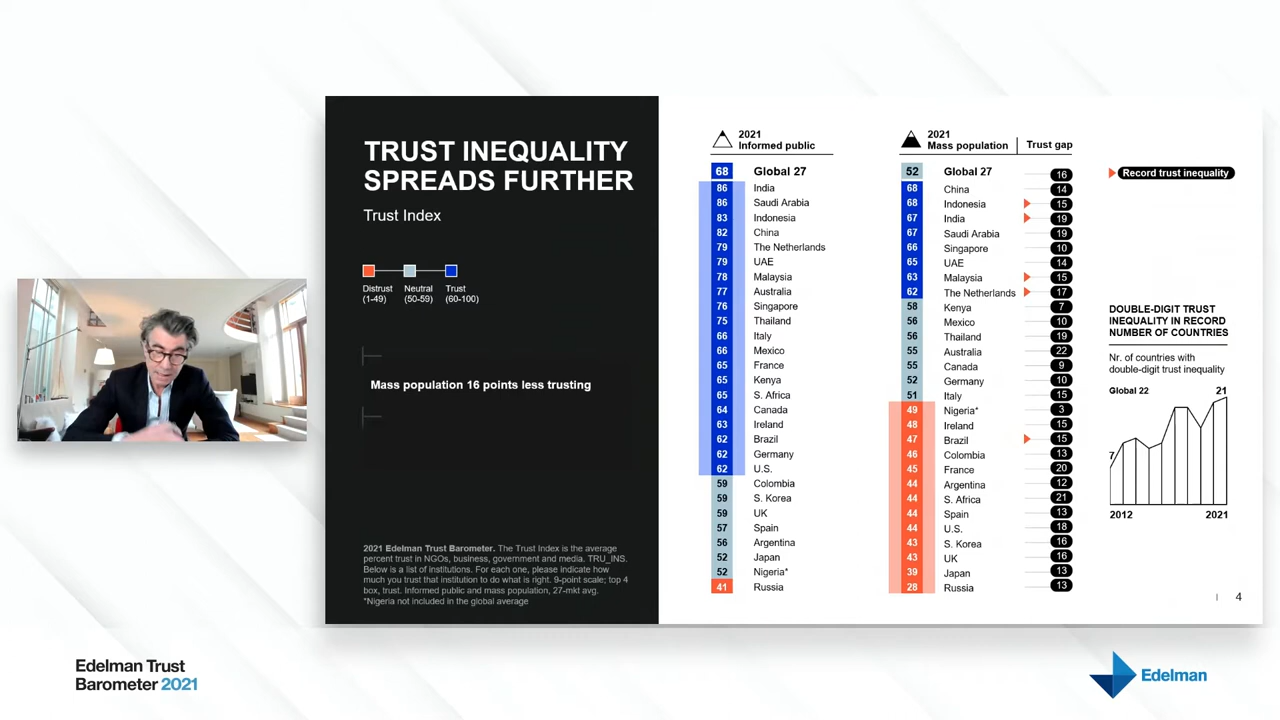 TRUST INEQUALITY
SPREADS FURTHER
Trust Index
Distrust
(1-49)
Neutral
(50-59)
Trust
(60-100)
Mass population 16 points less trusting
2021 Edelman Trust Barometer. The Trust Index is the average
percent trust in NGOs, business, government and media. TRU_INS.
Below is a list of institutions. For each one, please indicate how
much you trust that institution to do what is right. 9-point scale; top 4
box, trust. Informed public and mass population, 27-mkt avg.
*Nigeria not included in the global average
2021
Informed public
68 Global 27
86 India
86 Saudi Arabia
83 Indonesia
82 China
79 The Netherlands
79 UAE
78 Malaysia
77 Australia
76 Singapore
75 Thailand
66 Italy
66 Mexico
65 France
65 Kenya
65 S. Africa
64 Canada
63 Ireland
62 Brazil
62 Germany
62 U.S.
59 Colombia
59 S. Korea
59 UK
57 Spain
56 Argentina
52 Japan
52 Nigeria*
41 Russia
2021
Mass population
Trust gap
52 Global 27 16
68 China 14
68 Indonesia 15
67 India 19
67 Saudi Arabia 19
66 Singapore 10
65 UAE 14
63 Malaysia 15
62 The Netherlands 17
58 Kenya 7
56 Mexico 10
56 Thailand 19
55 Australia 22
55 Canada 9
52 Germany 10
51 Italy 15
49 Nigeria* 3
48 Ireland 15
47 Brazil 15
46 Colombia 13
45 France 20
44 Argentina 12
44 S. Africa 21
44 Spain 13
44 U.S. 18
43 S. Korea 16
43 UK 16
39 Japan 13
28 Russia 13
Record trust inequality
DOUBLE-DIGIT TRUST
INEQUALITY IN RECORD
NUMBER OF COUNTRIES
Nr. of countries with
double-digit trust inequality
Global 22
21
7
2012 2021
4
Edelman Trust
Barometer 2021
Edelman